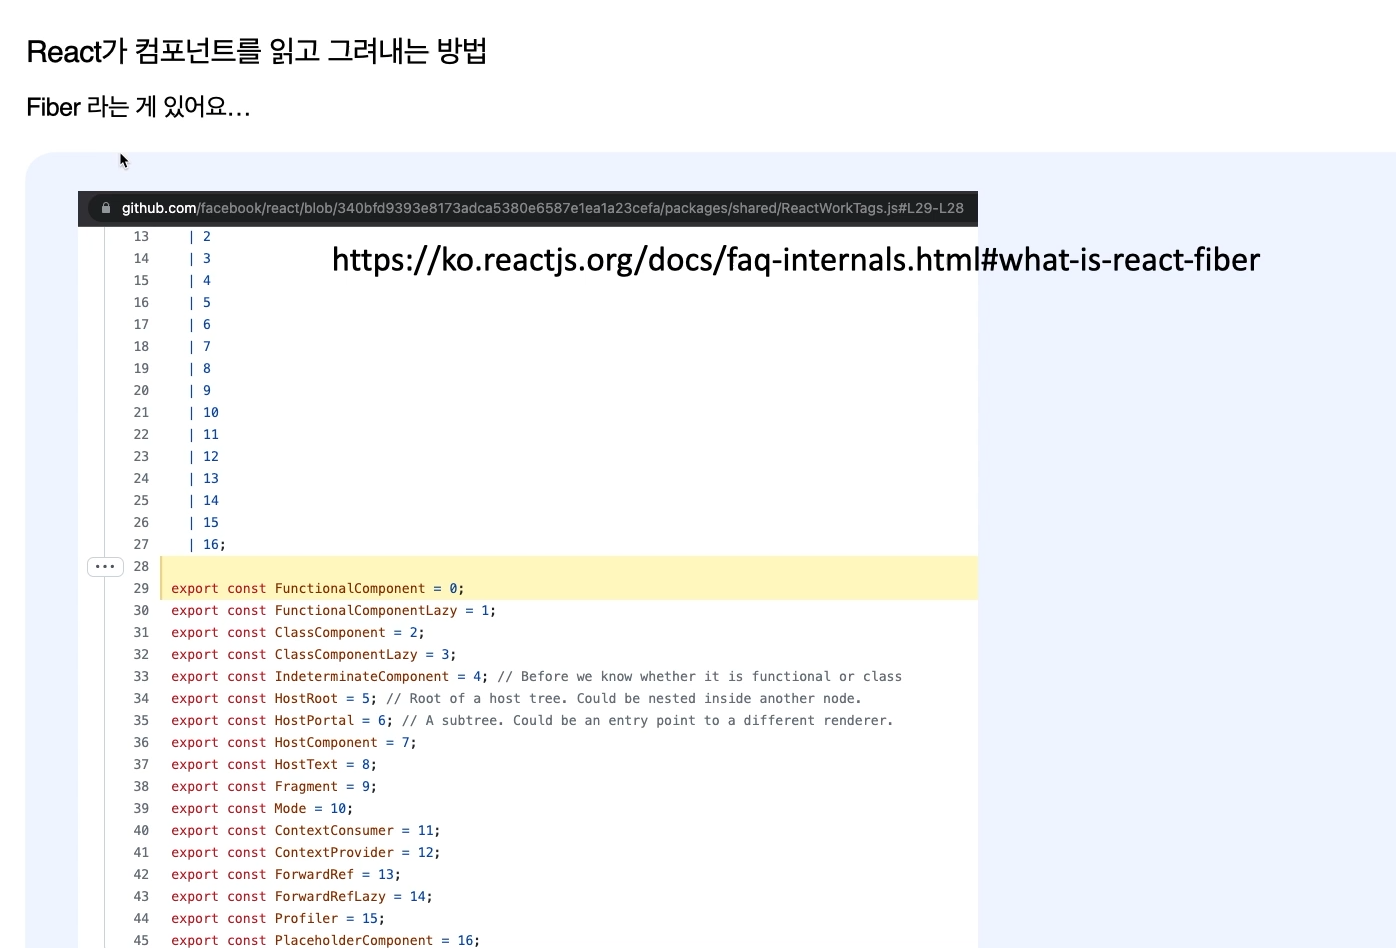 React가 컴포넌트를 읽고 그려내는 방법
Fiber 라는 게 있어요...
github.com/facebook/react/blob/340bfd9393e8173adca5380e6587e1ea1a23cefa/packages/shared/ReactWorkTags.js#L29-L28
13 | 2
https://ko.reactjs.org/docs/faq-internals.html#what-is-react-fiber
14 | 3
15 | 4
16 | 5
17 | 6
18 | 7
19 | 8
20 | 9
21 | 10
22 | 11
23 | 12
24 | 13
25 | 14
26 | 15
27 | 16;
28
29 export const FunctionalComponent = 0;
30 export const FunctionalComponentLazy = 1;
31 export const ClassComponent = 2;
32 export const ClassComponentLazy = 3;
33 export const IndeterminateComponent = 4; // Before we know whether it is functional or class
34 export const HostRoot = 5; // Root of a host tree. Could be nested inside another node.
35 export const HostPortal = 6; // A subtree. Could be an entry point to a different renderer.
36 export const HostComponent = 7;
37 export const HostText = 8;
38 export const Fragment = 9;
39 export const Mode = 10;
40 export const ContextConsumer = 11;
41 export const ContextProvider = 12;
42 export const ForwardRef = 13;
43 export const ForwardRefLazy = 14;
44 export const Profiler = 15;
45 export const PlaceholderComponent = 16;